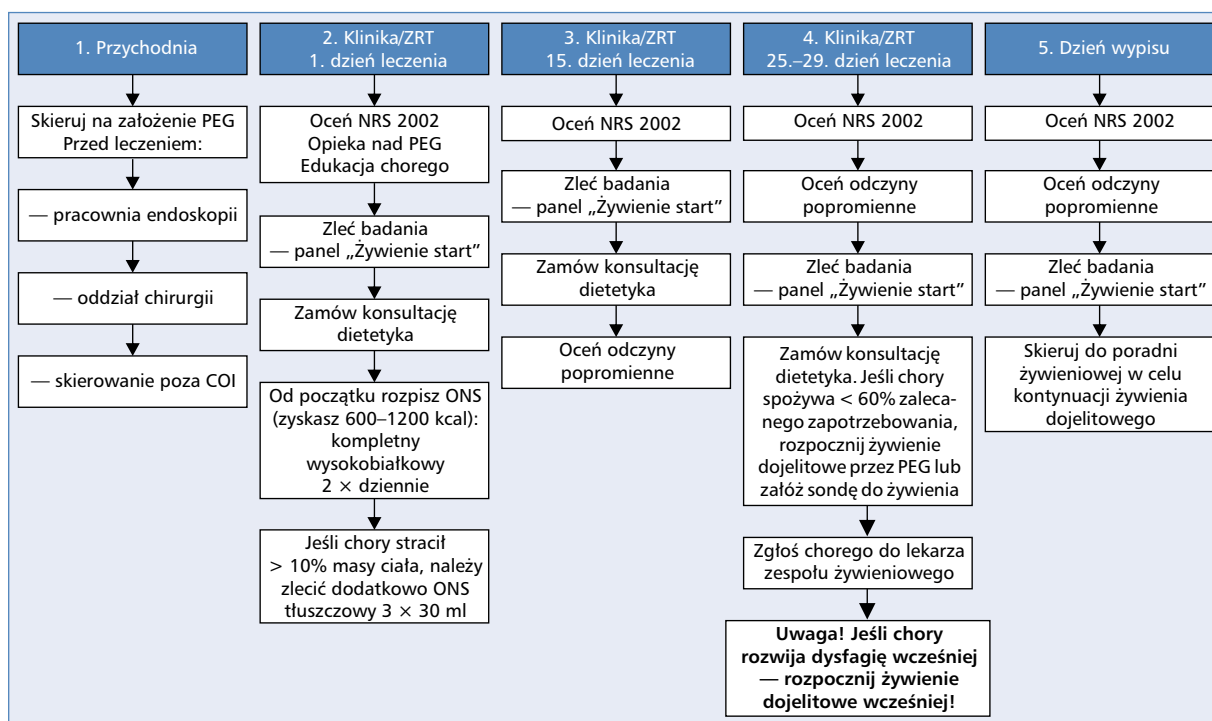 1. Przychodnia
Skieruj na założenie PEG
Przed leczeniem:
— pracownia endoskopii
— oddział chirurgii
— skierowanie poza COI
2. Klinika/ZRT
1. dzień leczenia
Oceń NRS 2002
Opieka nad PEG
Edukacja chorego
Zleć badania
— panel „Żywienie start”
Zamów konsultację
dietetyka
Od początku rozpisz ONS
(zyskasz 600–1200 kcal):
kompletny
wysokobiałkowy
2 × dziennie
Jeśli chory stracił
> 10% masy ciała, należy
zlecić dodatkowo ONS
tłuszczowy 3 × 30 ml
3. Klinika/ZRT
15. dzień leczenia
Oceń NRS 2002
Zleć badania
— panel „Żywienie start”
Zamów konsultację
dietetyka
Oceń odczyny
popromienne
4. Klinika/ZRT
25.–29. dzień leczenia
Oceń NRS 2002
Oceń odczyny
popromienne
Zleć badania
— panel „Żywienie start”
Zamów konsultację
dietetyka. Jeśli chory
spożywa < 60% zaleca-
nego zapotrzebowania,
rozpocznij żywienie
dojelitowe przez PEG lub
załóż sondę do żywienia
Zgłoś chorego do lekarza
zespołu żywieniowego
Uwaga! Jeśli chory
rozwija dysfagię wcześniej
— rozpocznij żywienie
dojelitowe wcześniej!
5. Dzień wypisu
Oceń NRS 2002
Oceń odczyny
popromienne
Zleć badania
— panel „Żywienie start”
Skieruj do poradni
żywieniowej w celu
kontynuacji żywienia
dojelitowego